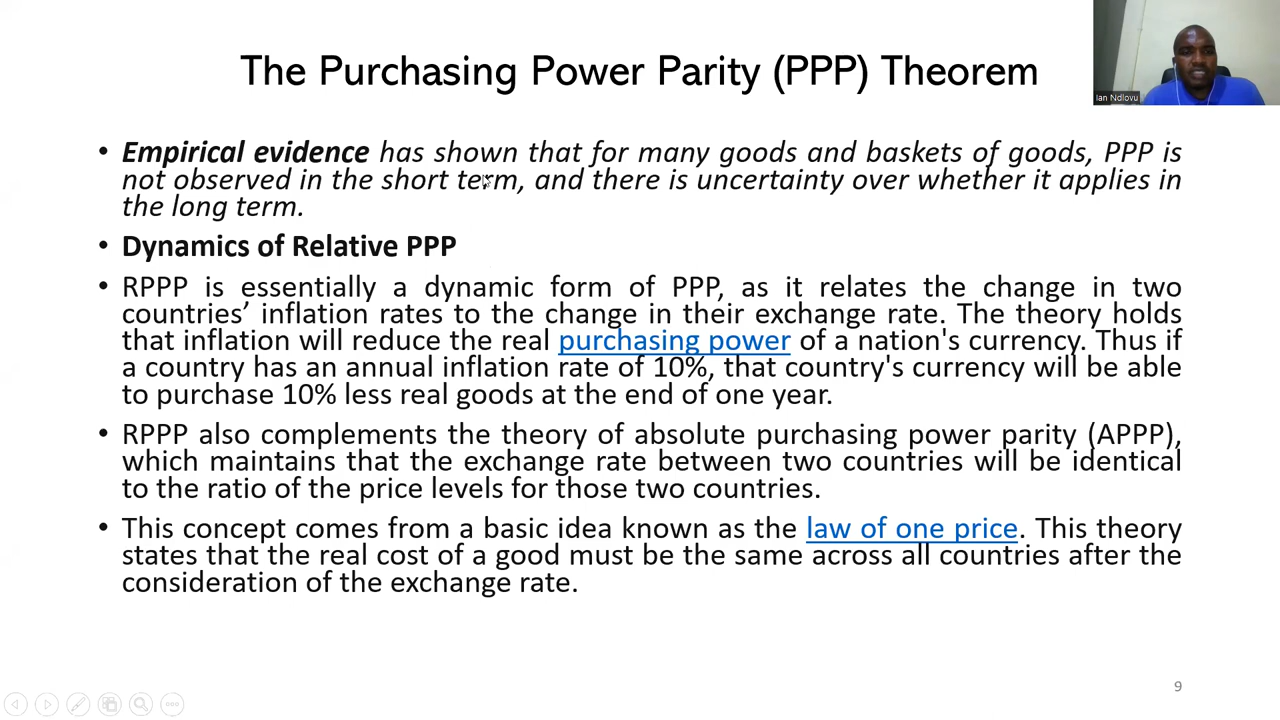 The Purchasing Power Parity (PPP) Theorem
Ian Ndlovu
• Empirical evidence has shown that for many goods and baskets of goods, PPP is
not observed in the short term, and there is uncertainty over whether it applies in
the long term.
• Dynamics of Relative PPP
• RPPP is essentially a dynamic form of PPP, as it relates the change in two
countries’ inflation rates to the change in their exchange rate. The theory holds
that inflation will reduce the real purchasing power of a nation's currency. Thus if
a country has an annual inflation rate of 10%, that country's currency will be able
to purchase 10% less real goods at the end of one year.
• RPPP also complements the theory of absolute purchasing power parity (APPP),
which maintains that the exchange rate between two countries will be identical
to the ratio of the price levels for those two countries.
• This concept comes from a basic idea known as the law of one price. This theory
states that the real cost of a good must be the same across all countries after the
consideration of the exchange rate.
9